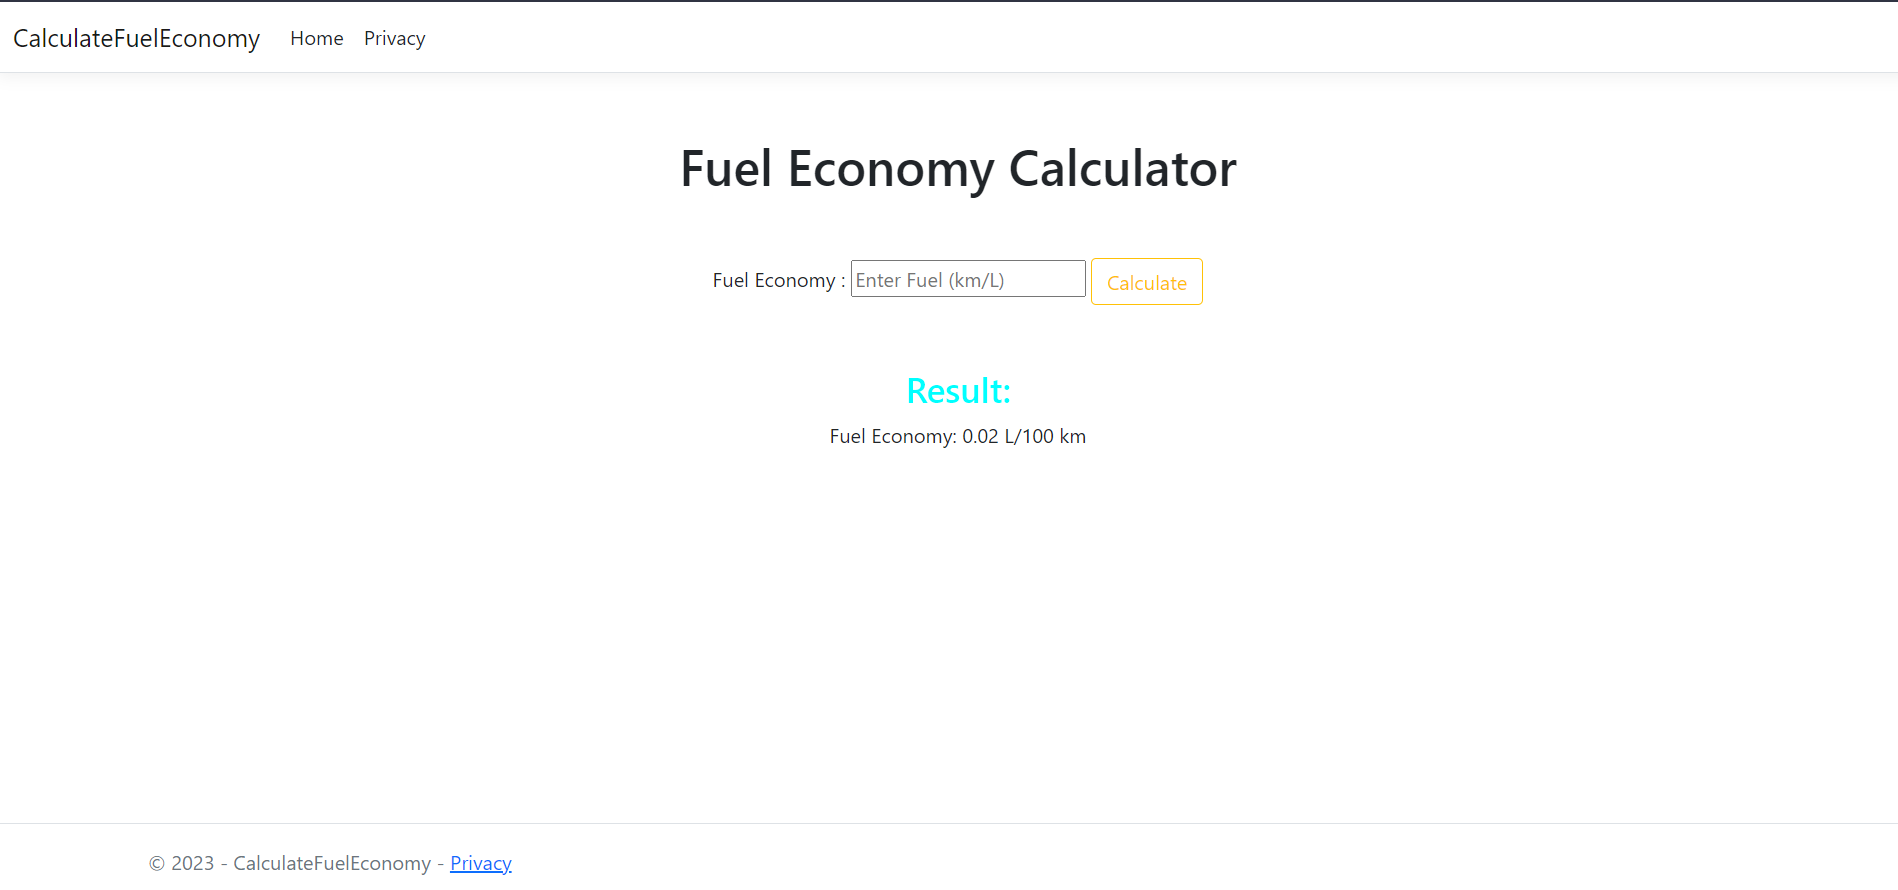 CalculateFuelEconomy Home Privacy
Fuel Economy Calculator
Fuel Economy : Enter Fuel (km/L) Calculate
Result:
Fuel Economy: 0.02 L/100 km
© 2023 - CalculateFuelEconomy - Privacy